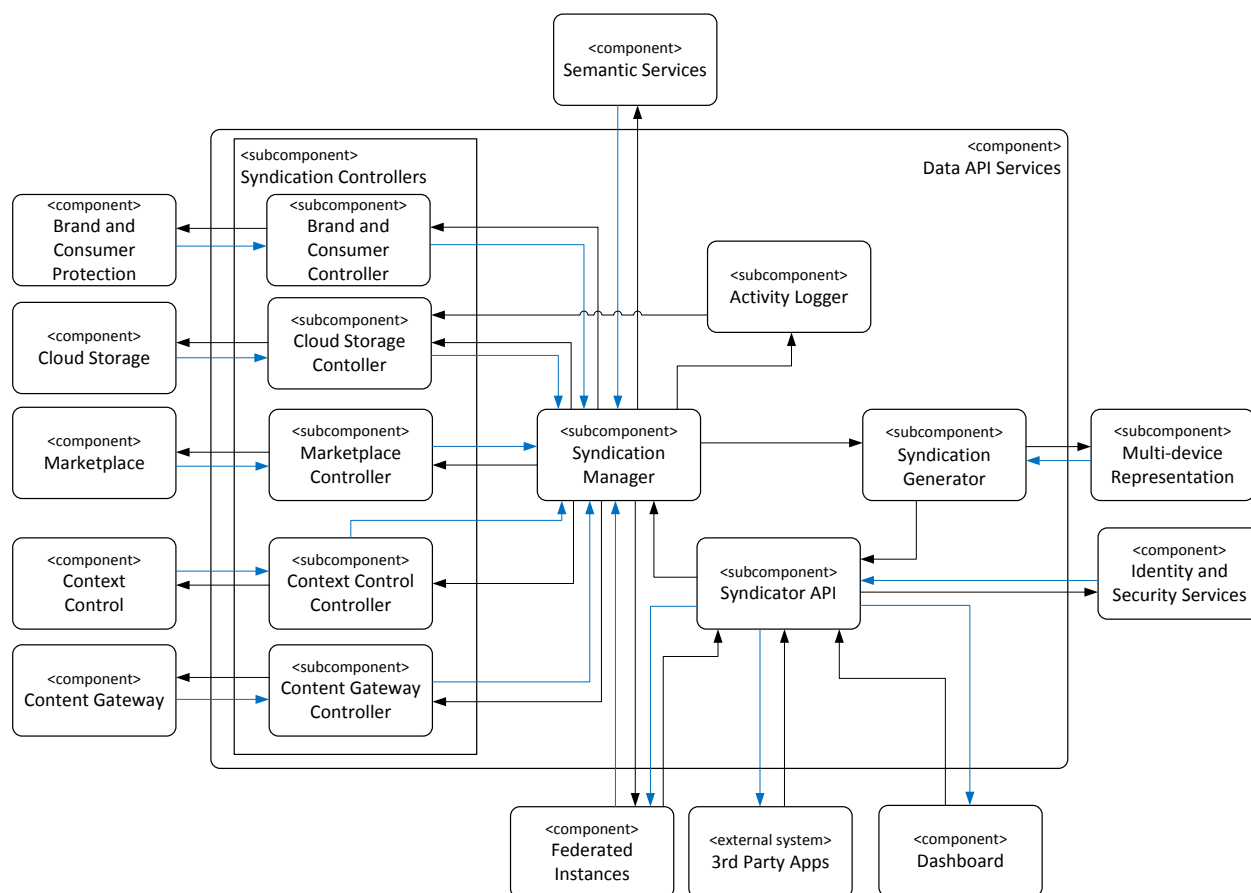 <component>
Semantic Services
<component>
Data API Services
<subcomponent>
Syndication Controllers
<component>
Brand and
Consumer
Protection
<subcomponent>
Brand and
Consumer
Controller
<subcomponent>
Activity Logger
<component>
Cloud Storage
<subcomponent>
Cloud Storage
Contoller
<component>
Marketplace
<subcomponent>
Marketplace
Controller
<subcomponent>
Syndication
Manager
<subcomponent>
Syndication
Generator
<subcomponent>
Multi-device
Representation
<component>
Context
Control
<subcomponent>
Context Control
Controller
<subcomponent>
Syndicator API
<component>
Identity and
Security Services
<component>
Content Gateway
<subcomponent>
Content Gateway
Controller
<component>
Federated
Instances
<external system>
3rd Party Apps
<component>
Dashboard